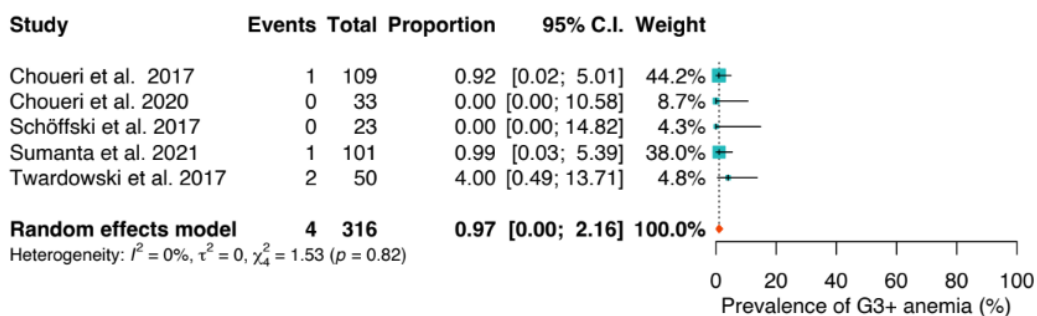 Study Events Total Proportion 95% C.I. Weight
Choueri et al. 2017 1 109 0.92 [0.02; 5.01] 44.2%
Choueri et al. 2020 0 33 0.00 [0.00; 10.58] 8.7%
Schöffski et al. 2017 0 23 0.00 [0.00; 14.82] 4.3%
Sumanta et al. 2021 1 101 0.99 [0.03; 5.39] 38.0%
Twardowski et al. 2017 2 50 4.00 [0.49; 13.71] 4.8%
Random effects model 4 316 0.97 [0.00; 2.16] 100.0%
Heterogeneity: I² = 0%, τ² = 0, χ²₄ = 1.53 (p = 0.82)
0 20 40 60 80 100
Prevalence of G3+ anemia (%)